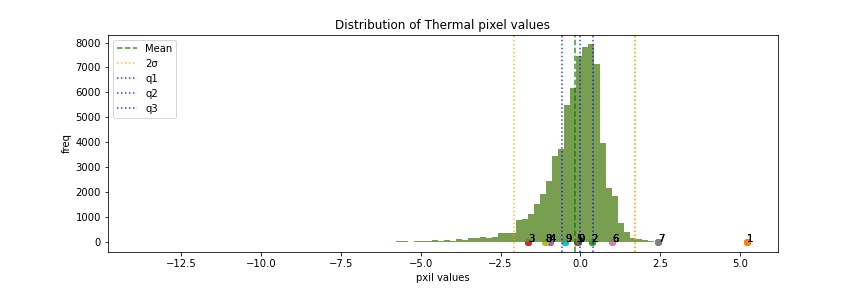 Distribution of Thermal pixel values
Mean
2σ
q1
q2
q3
freq
8000
7000
6000
5000
4000
3000
2000
1000
0
3 8 4 9 5 0 2 6 7 1
−12.5 −10.0 −7.5 −5.0 −2.5 0.0 2.5 5.0
pxil values